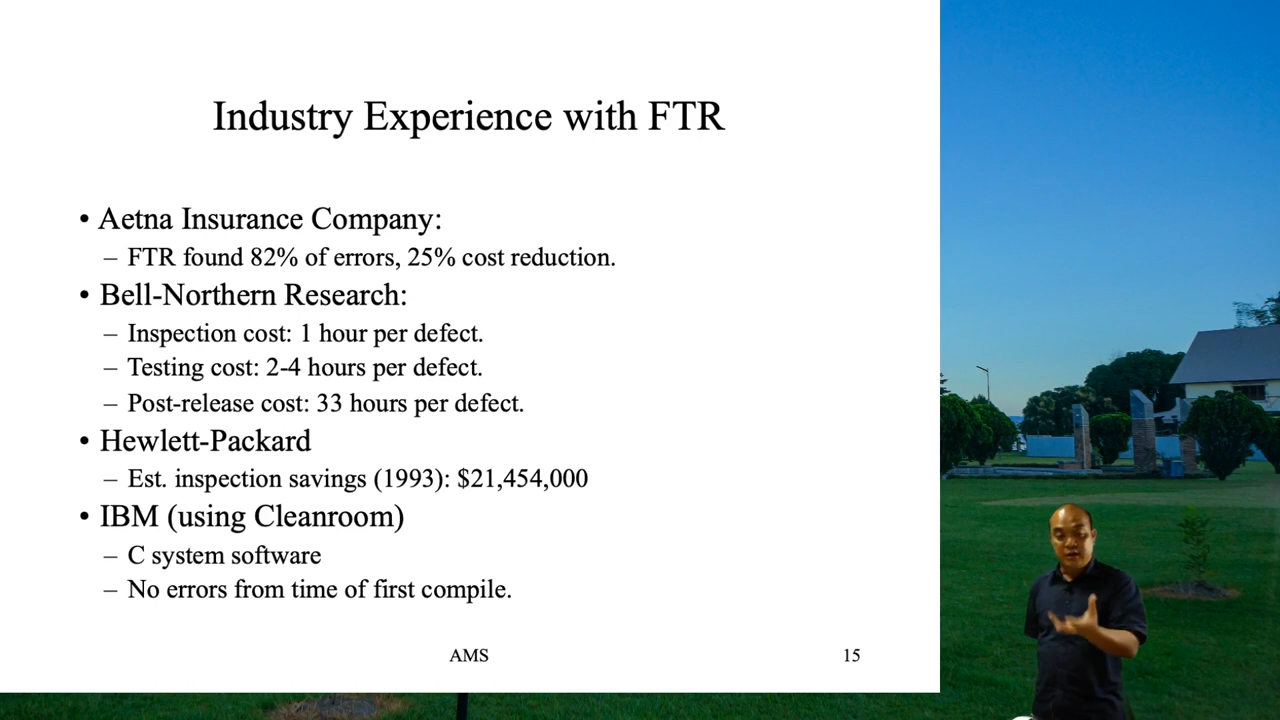 Industry Experience with FTR
• Aetna Insurance Company:
– FTR found 82% of errors, 25% cost reduction.
• Bell-Northern Research:
– Inspection cost: 1 hour per defect.
– Testing cost: 2-4 hours per defect.
– Post-release cost: 33 hours per defect.
• Hewlett-Packard
– Est. inspection savings (1993): $21,454,000
• IBM (using Cleanroom)
– C system software
– No errors from time of first compile.
AMS
15